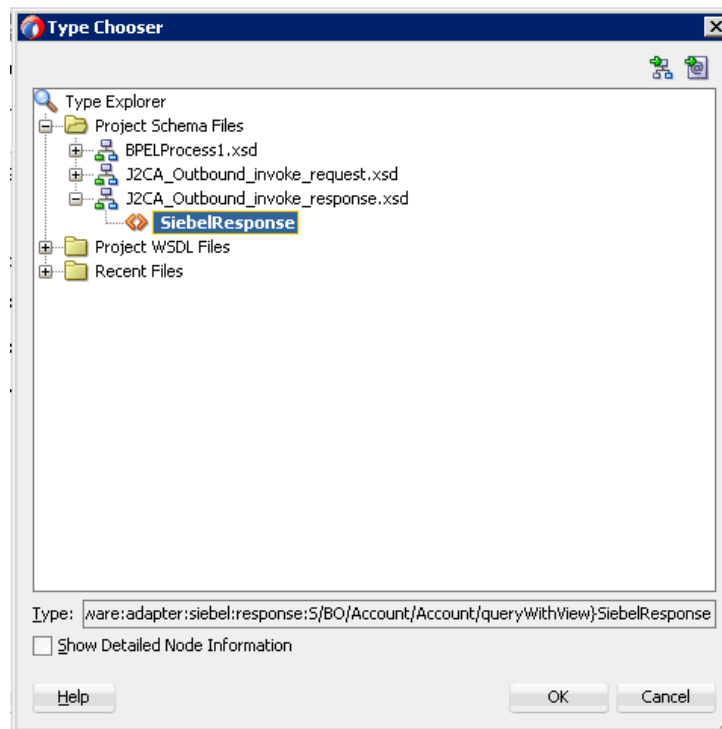 Type Chooser
Type Explorer
Project Schema Files
BPELProcess1.xsd
J2CA_Outbound_invoke_request.xsd
J2CA_Outbound_invoke_response.xsd
SiebelResponse
Project WSDL Files
Recent Files
Type: ware:adapter:siebel:response:S/BO/Account/Account/queryWithView}SiebelResponse
Show Detailed Node Information
Help OK Cancel